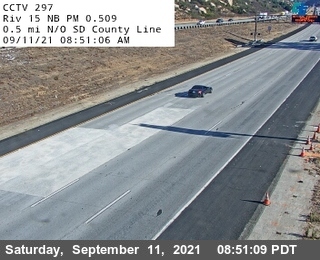 CCTV 297
Riv 15 NB PM 0.509
0.5 mi N/O SD County Line
09/11/21 08:51:06 AM
Saturday, September 11, 2021 08:51:09 PDT